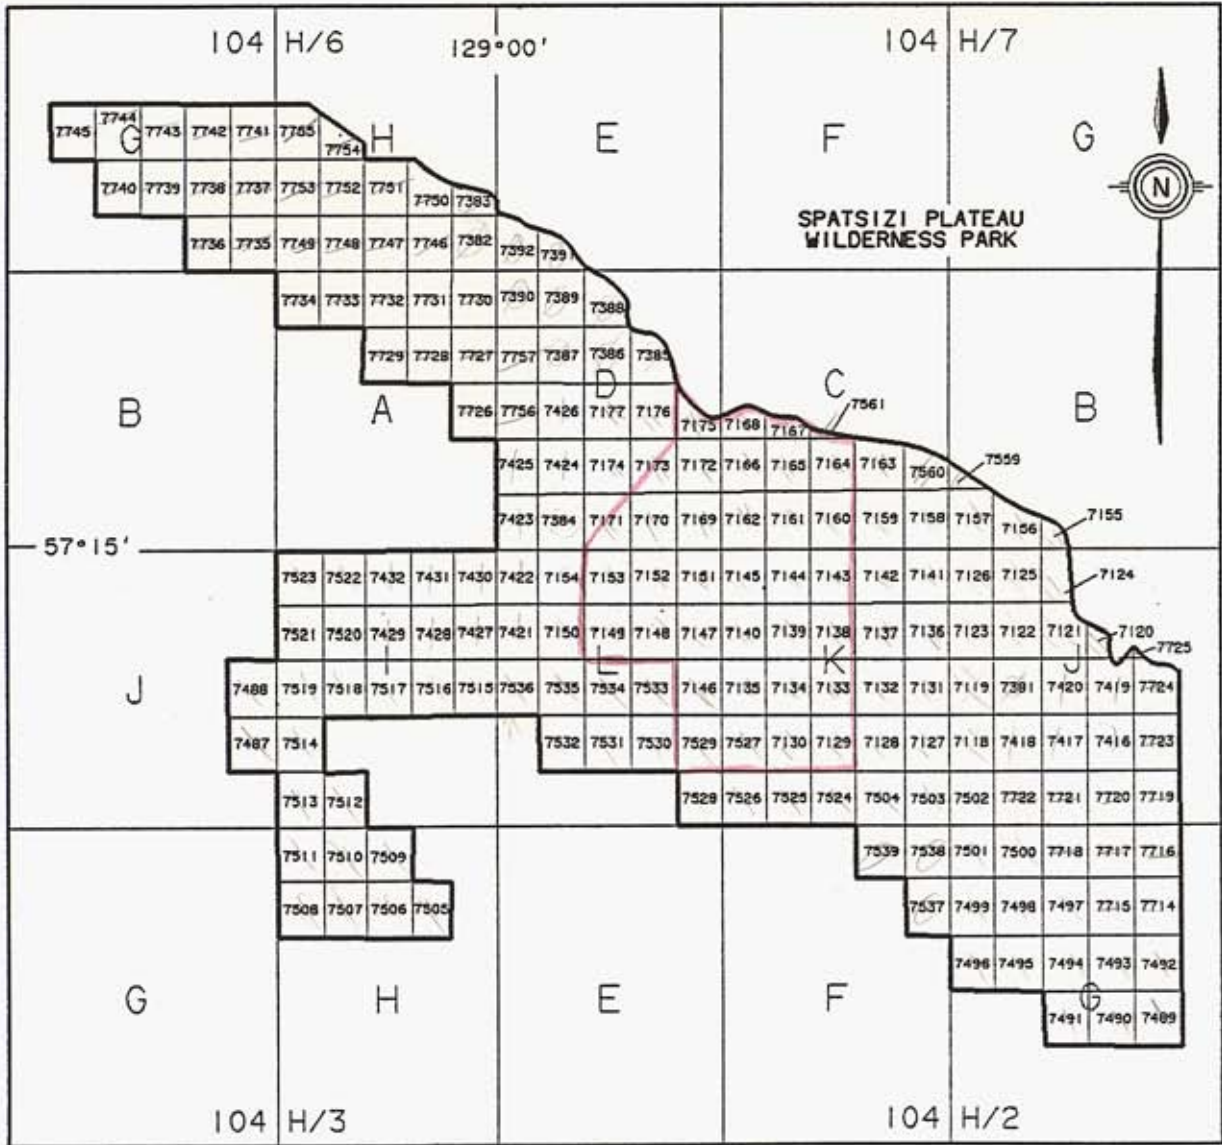 104 H/6 129°00' 104 H/7
7745 7744 7743 7742 7741 7755 7754
G H E F G
N
7740 7739 7738 7737 7753 7752 7751 7750 7383
SPATSIZI PLATEAU
WILDERNESS PARK
7736 7735 7749 7748 7747 7746 7382 7392 7391
7734 7733 7732 7731 7730 7390 7389 7388
7729 7728 7727 7757 7387 7386 7385
B A D C B
7726 7756 7426 7177 7176 7175 7168 7167 7561
7425 7424 7174 7173 7172 7166 7165 7164 7163 7560 7559
7423 7384 7171 7170 7169 7162 7161 7160 7159 7158 7157 7156 7155
57°15'
7523 7522 7432 7431 7430 7422 7154 7153 7152 7151 7145 7144 7143 7142 7141 7126 7125 7124
7521 7520 7429 7428 7427 7421 7150 7149 7148 7147 7140 7139 7138 7137 7136 7123 7122 7121 7120
7725
J I L K J
7488 7519 7518 7517 7516 7515 7536 7535 7534 7533 7146 7135 7134 7133 7132 7131 7119 7381 7420 7419 7724
7487 7514 7532 7531 7530 7529 7527 7130 7129 7128 7127 7118 7418 7417 7416 7723
7513 7512 7528 7526 7525 7524 7504 7503 7502 7722 7721 7720 7719
7511 7510 7509 7539 7538 7501 7500 7718 7717 7716
7508 7507 7506 7505 7537 7499 7498 7497 7715 7714
7496 7495 7494 7493 7492
G H E F G
7491 7490 7489
104 H/3 104 H/2